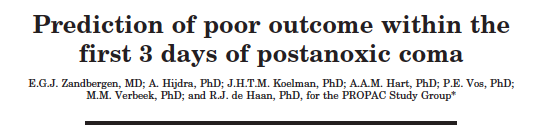 Prediction of poor outcome within the
first 3 days of postanoxic coma
E.G.J. Zandbergen, MD; A. Hijdra, PhD; J.H.T.M. Koelman, PhD; A.A.M. Hart, PhD; P.E. Vos, PhD;
M.M. Verbeek, PhD; and R.J. de Haan, PhD, for the PROPAC Study Group*